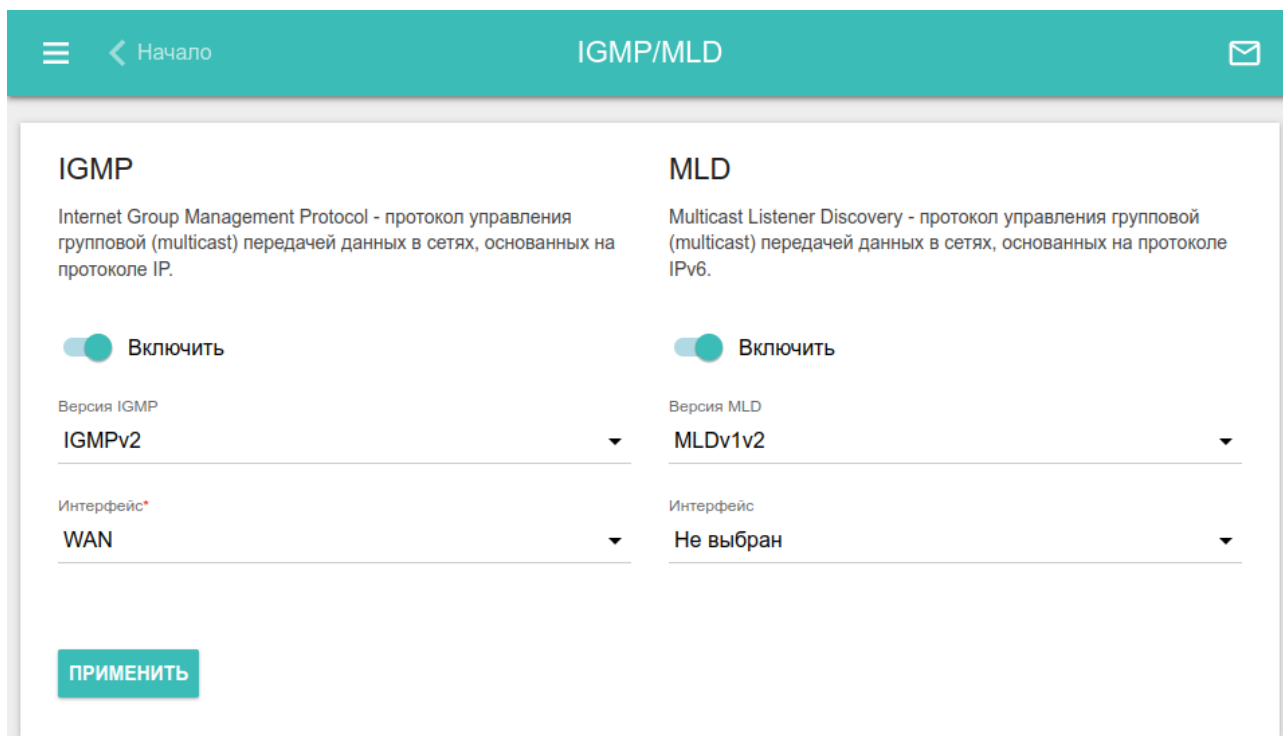 Начало
IGMP/MLD
IGMP
Internet Group Management Protocol - протокол управления
групповой (multicast) передачей данных в сетях, основанных на
протоколе IP.
Включить
Версия IGMP
IGMPv2
Интерфейс*
WAN
ПРИМЕНИТЬ
MLD
Multicast Listener Discovery - протокол управления групповой
(multicast) передачей данных в сетях, основанных на протоколе
IPv6.
Включить
Версия MLD
MLDv1v2
Интерфейс
Не выбран